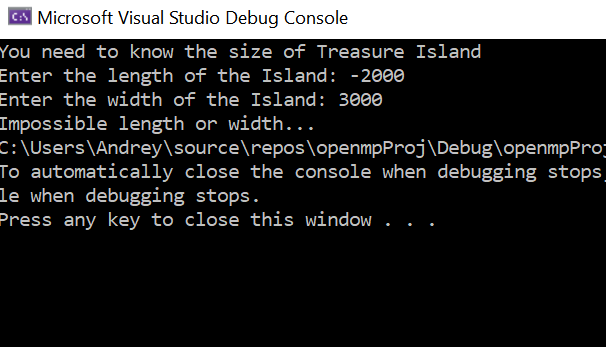 C:\
Microsoft Visual Studio Debug Console
You need to know the size of Treasure Island
Enter the length of the Island: -2000
Enter the width of the Island: 3000
Impossible length or width...
C:\Users\Andrey\source\repos\openmpProj\Debug\openmpProj
To automatically close the console when debugging stops,
le when debugging stops.
Press any key to close this window . . .